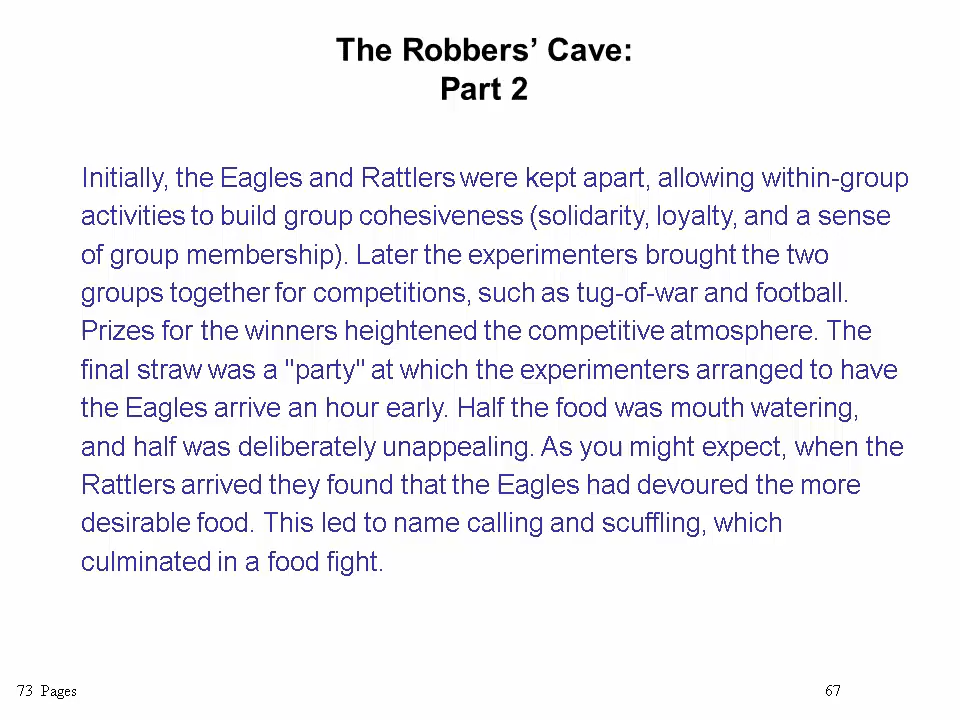 The Robbers’ Cave:
Part 2
Initially, the Eagles and Rattlers were kept apart, allowing within-group
activities to build group cohesiveness (solidarity, loyalty, and a sense
of group membership). Later the experimenters brought the two
groups together for competitions, such as tug-of-war and football.
Prizes for the winners heightened the competitive atmosphere. The
final straw was a "party" at which the experimenters arranged to have
the Eagles arrive an hour early. Half the food was mouth watering,
and half was deliberately unappealing. As you might expect, when the
Rattlers arrived they found that the Eagles had devoured the more
desirable food. This led to name calling and scuffling, which
culminated in a food fight.
73 Pages
67